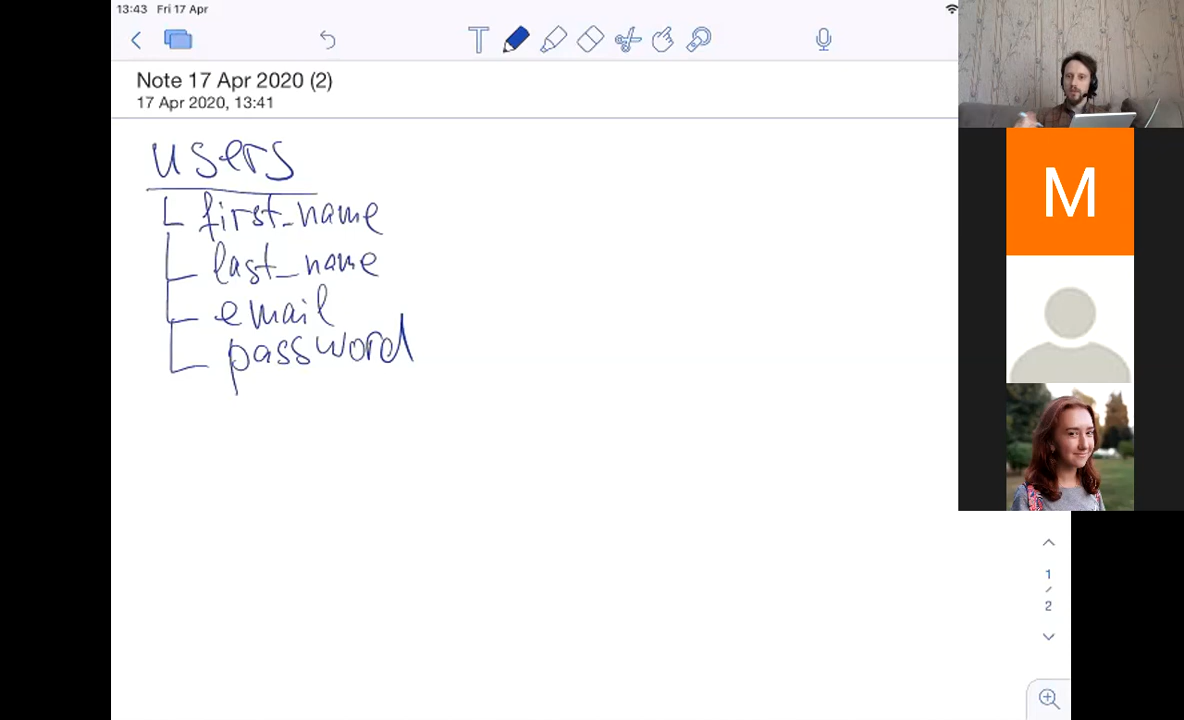 13:43 Fri 17 Apr
T
Note 17 Apr 2020 (2)
17 Apr 2020, 13:41
users
first_name
last_name
email
password
M
1
/
2